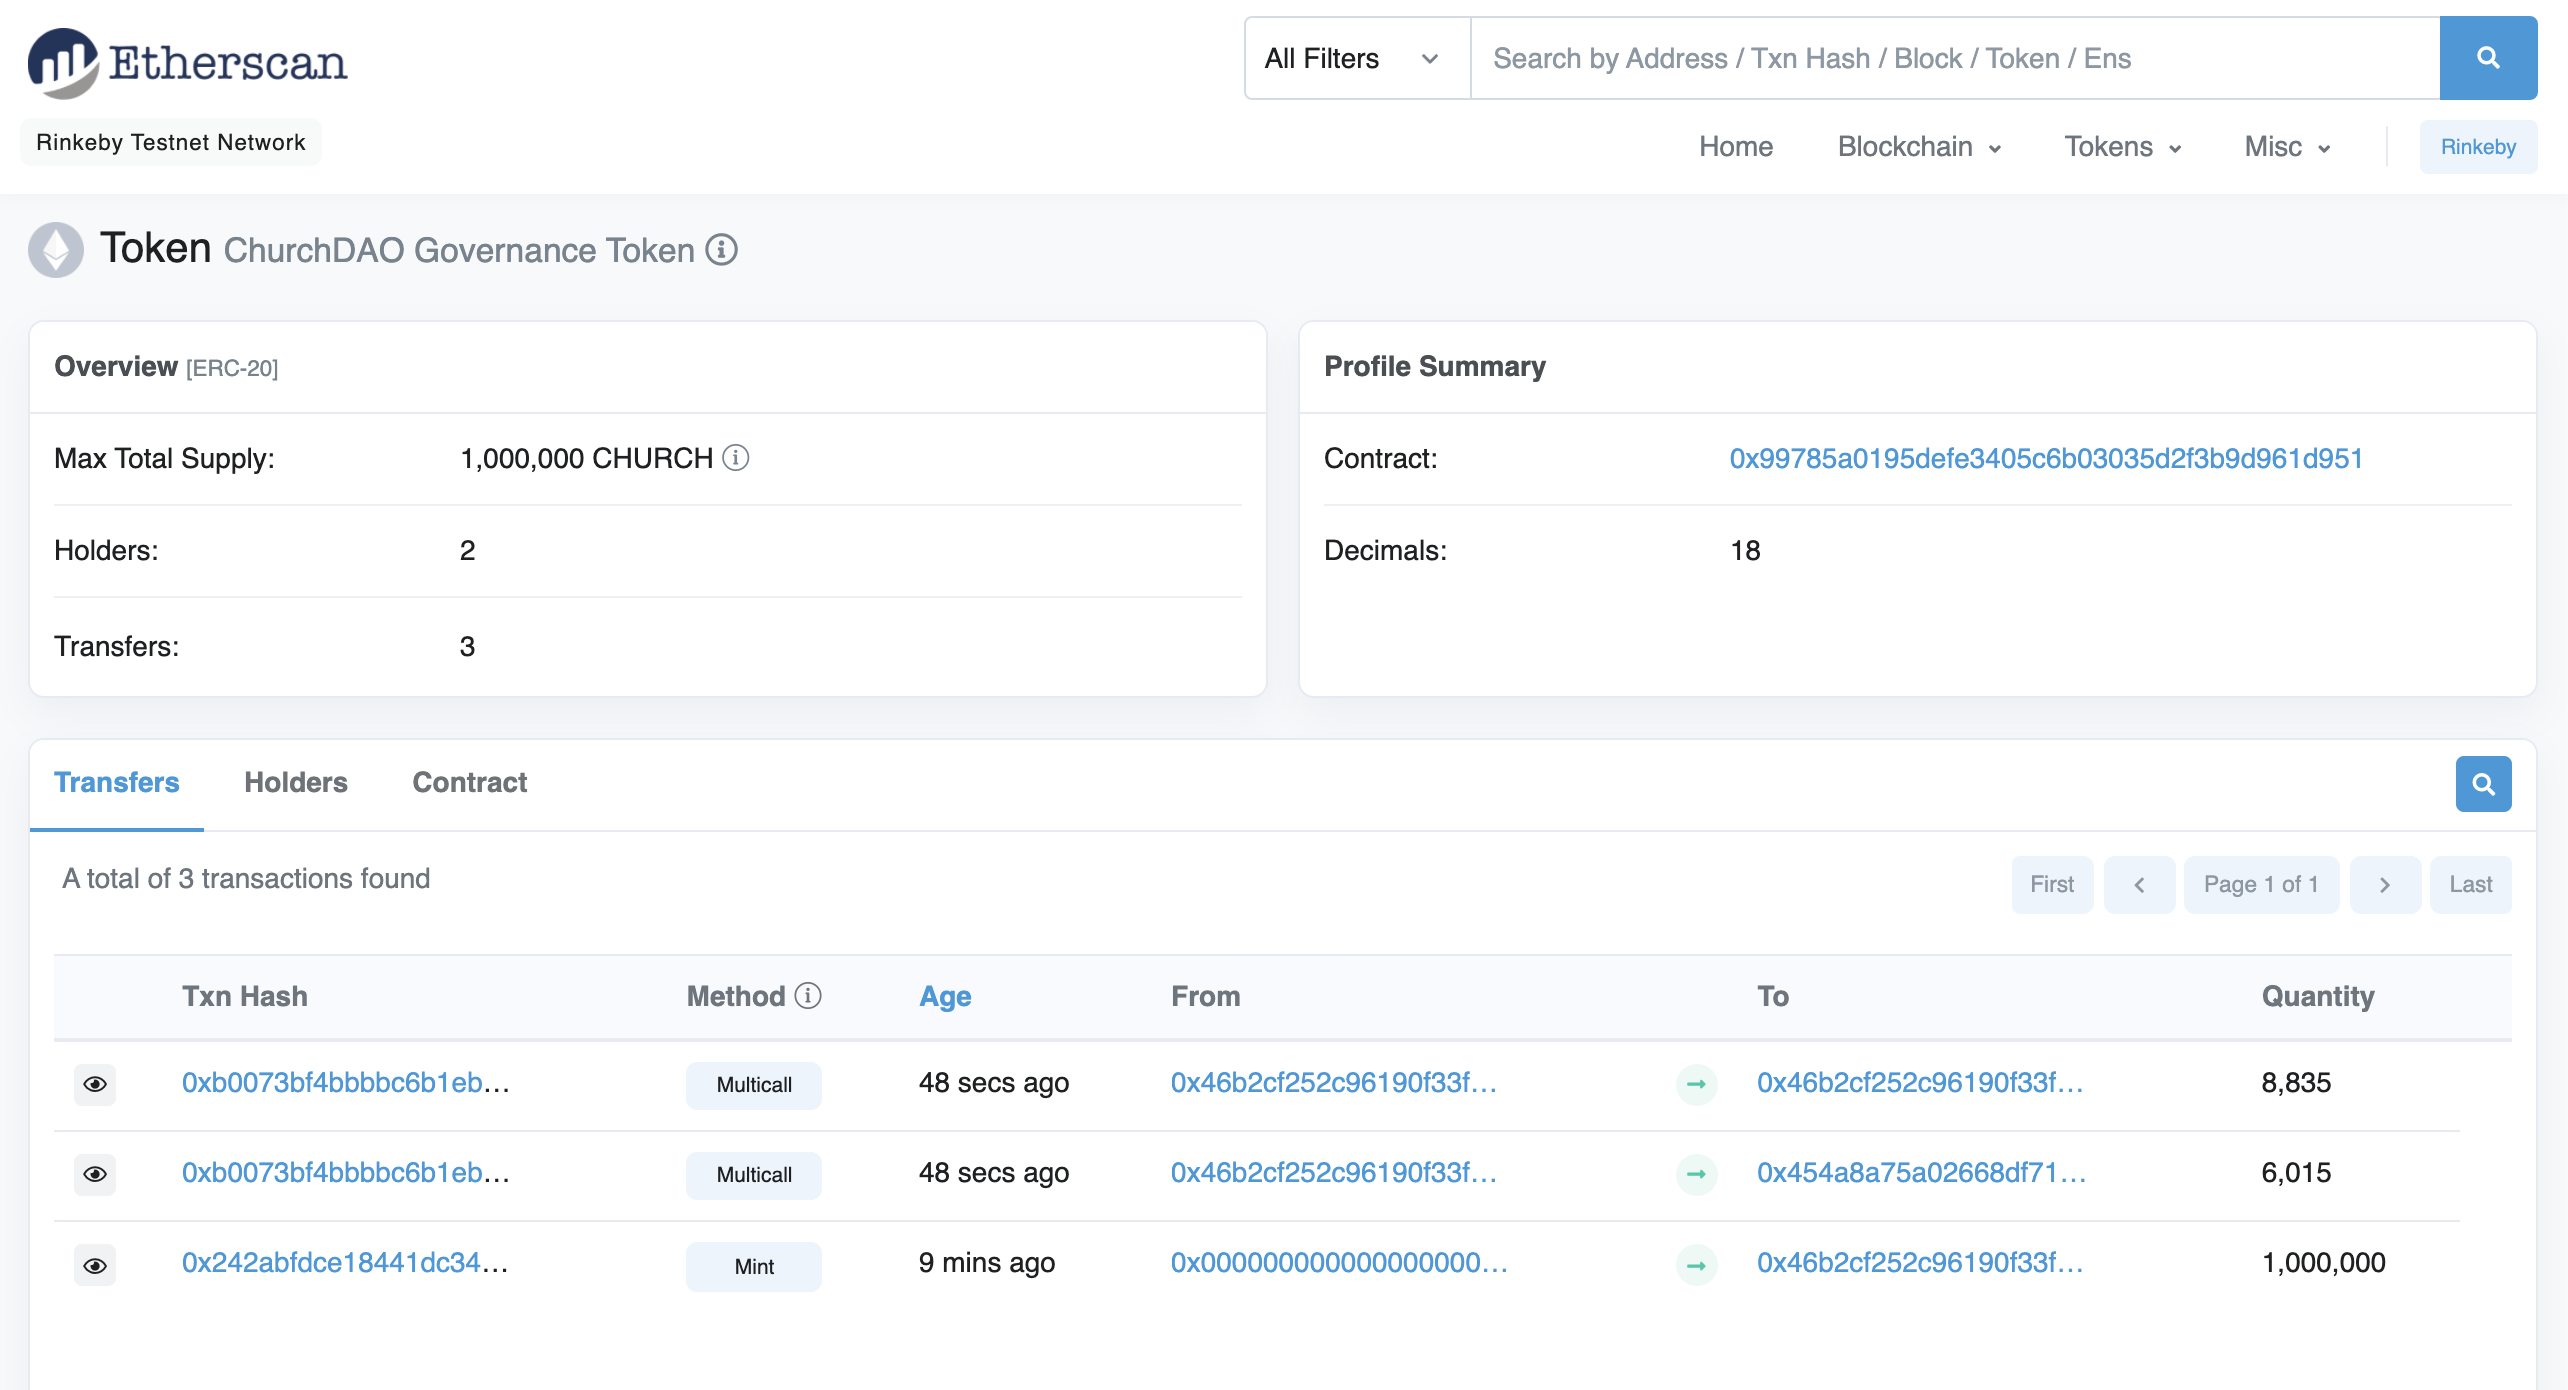 Etherscan
All Filters
Search by Address / Txn Hash / Block / Token / Ens
Rinkeby Testnet Network
Home Blockchain Tokens Misc Rinkeby
Token ChurchDAO Governance Token
Overview [ERC-20]
Max Total Supply: 1,000,000 CHURCH
Holders: 2
Transfers: 3
Profile Summary
Contract: 0x99785a0195defe3405c6b03035d2f3b9d961d951
Decimals: 18
Transfers Holders Contract
A total of 3 transactions found
First Page 1 of 1 Last
Txn Hash Method Age From To Quantity
0xb0073bf4bbbbc6b1eb... Multicall 48 secs ago 0x46b2cf252c96190f33f... 0x46b2cf252c96190f33f... 8,835
0xb0073bf4bbbbc6b1eb... Multicall 48 secs ago 0x46b2cf252c96190f33f... 0x454a8a75a02668df71... 6,015
0x242abfdce18441dc34... Mint 9 mins ago 0x000000000000000000... 0x46b2cf252c96190f33f... 1,000,000